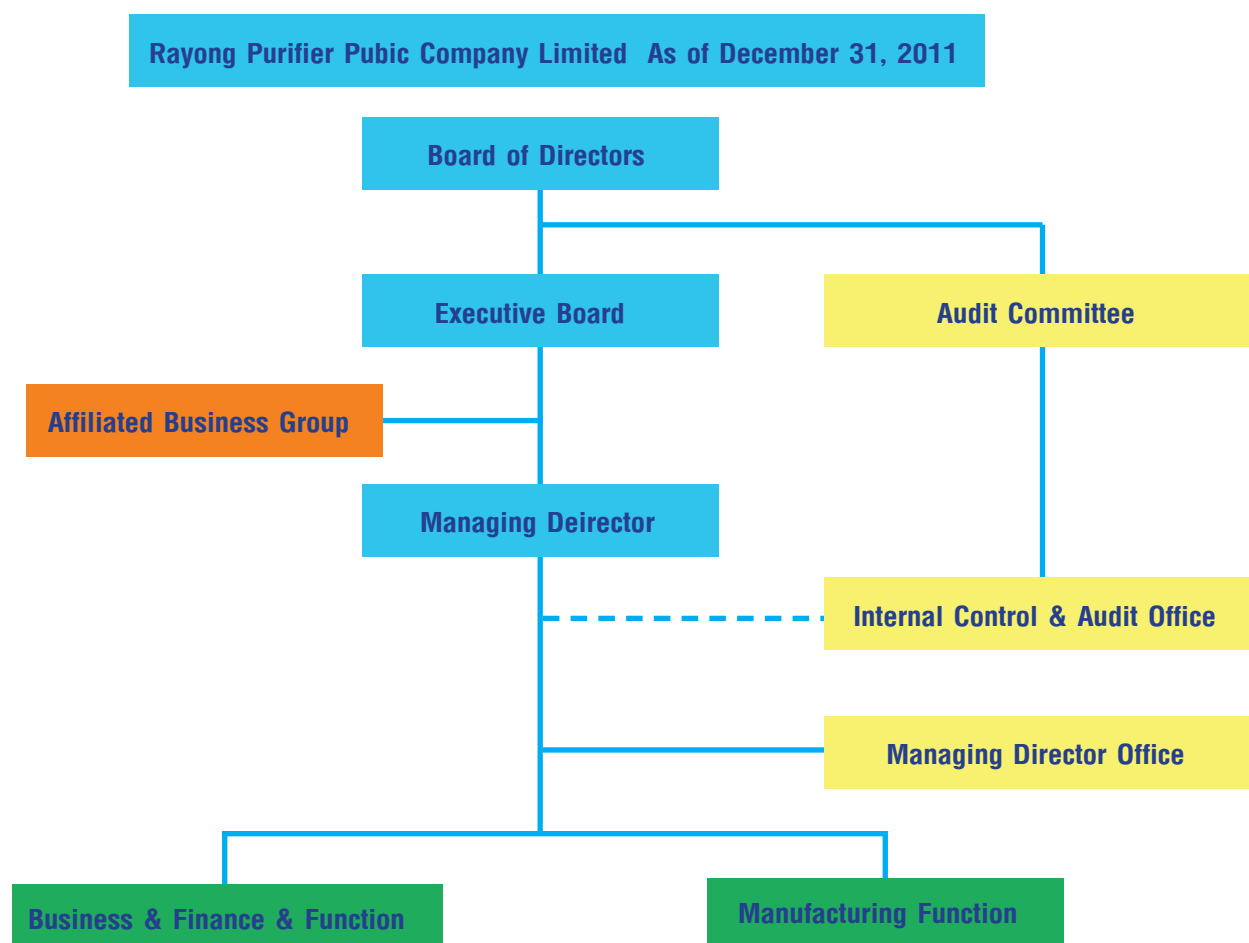 Rayong Purifier Pubic Company Limited As of December 31, 2011
Board of Directors
Executive Board
Audit Committee
Affiliated Business Group
Managing Deirector
Internal Control & Audit Office
Managing Director Office
Business & Finance & Function
Manufacturing Function